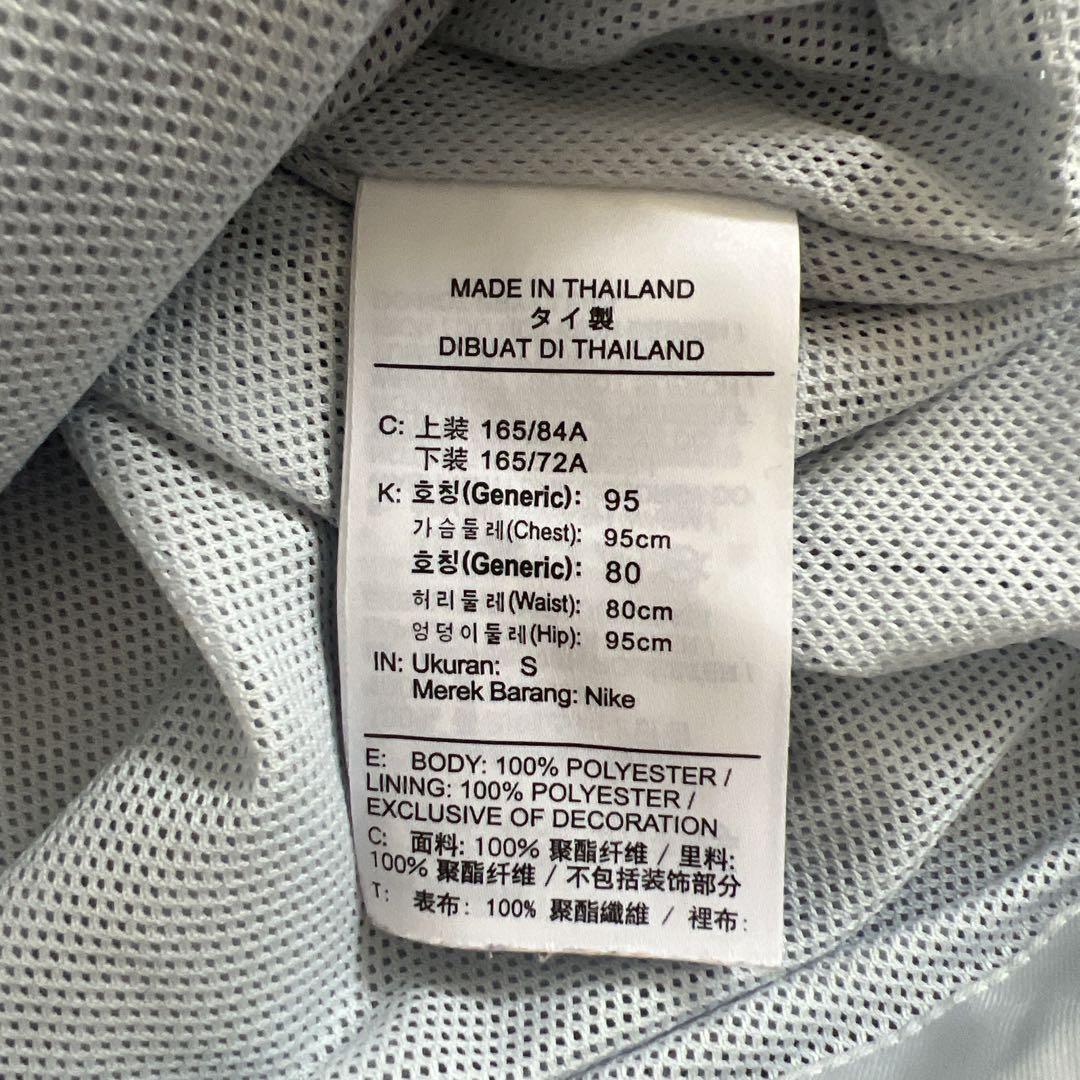 MADE IN THAILAND
タイ製
DIBUAT DI THAILAND
C: 上装 165/84A
下装 165/72A
K: 호칭(Generic): 95
가슴둘레(Chest): 95cm
호칭(Generic): 80
허리둘레(Waist): 80cm
엉덩이둘레(Hip): 95cm
IN: Ukuran: S
Merek Barang: Nike
E: BODY: 100% POLYESTER /
LINING: 100% POLYESTER /
EXCLUSIVE OF DECORATION
C: 面料: 100% 聚酯纤维 / 里料:
100% 聚酯纤维 / 不包括装饰部分
T: 表布: 100% 聚酯纖維 / 裡布: